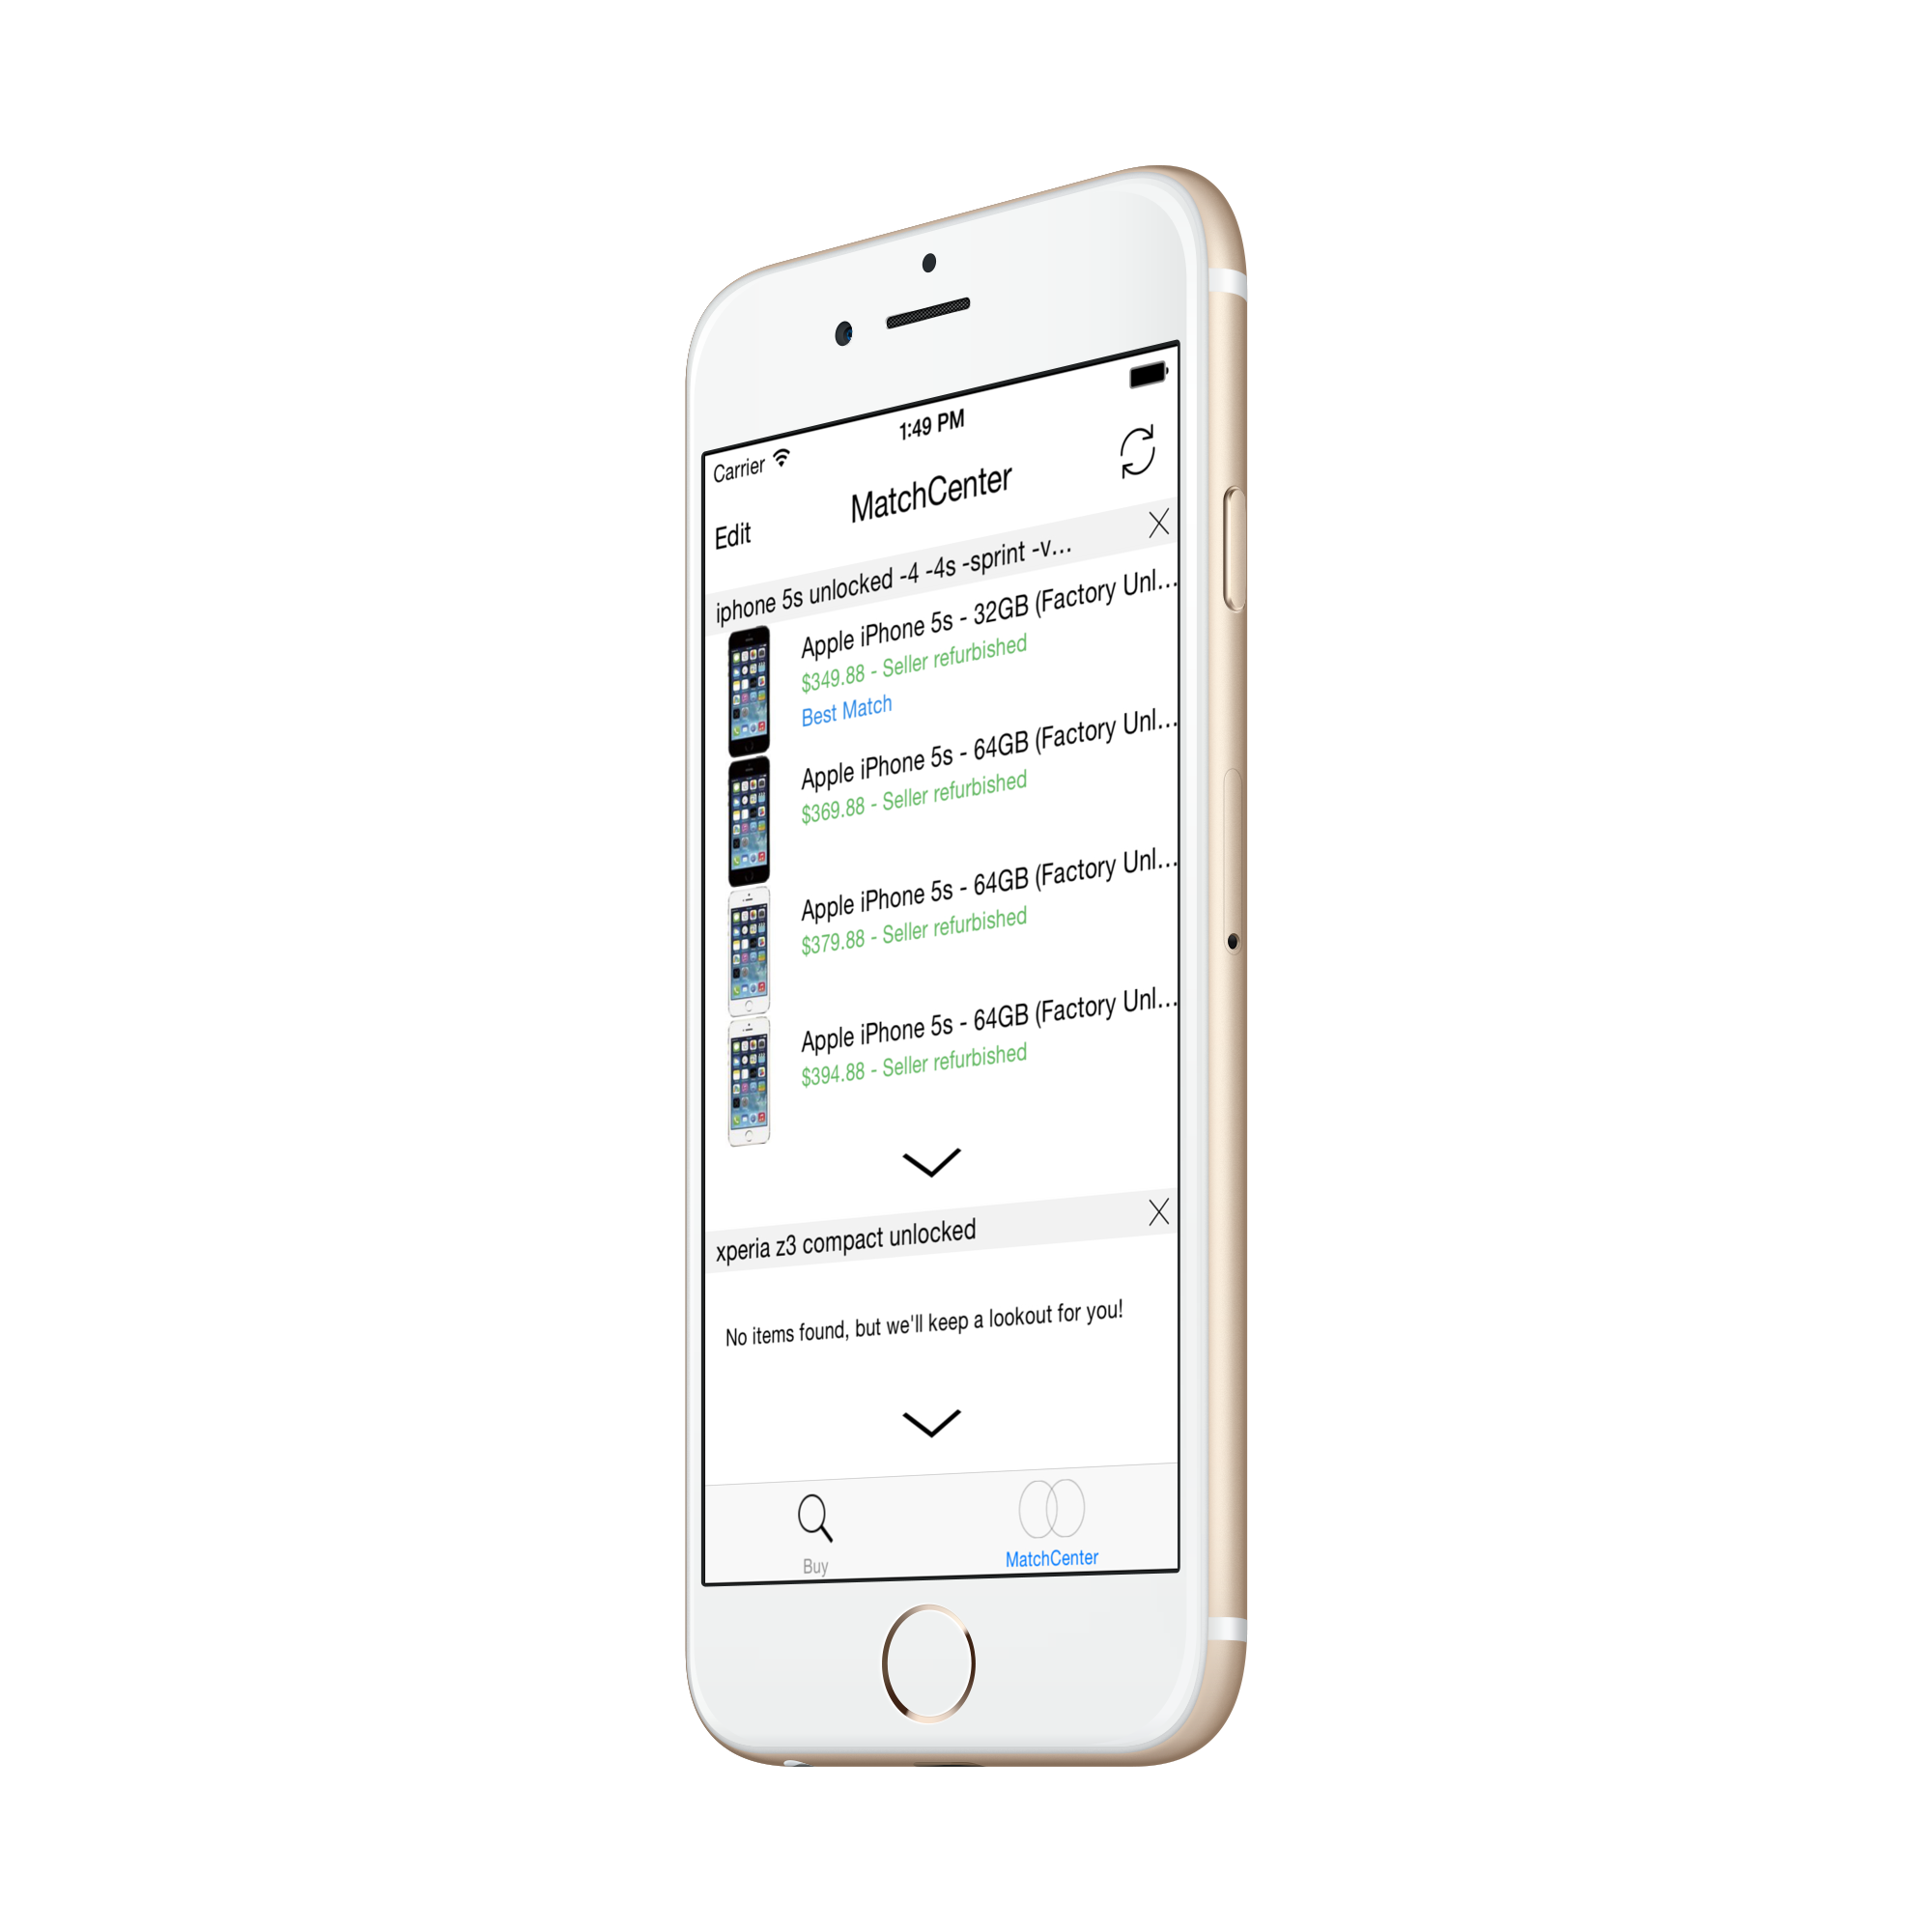 Carrier
1:49 PM
Edit
MatchCenter
iphone 5s unlocked -4 -4s -sprint -v...
Apple iPhone 5s - 32GB (Factory Unl...
$349.88 - Seller refurbished
Best Match
Apple iPhone 5s - 64GB (Factory Unl...
$369.88 - Seller refurbished
Apple iPhone 5s - 64GB (Factory Unl...
$379.88 - Seller refurbished
Apple iPhone 5s - 64GB (Factory Unl...
$394.88 - Seller refurbished
xperia z3 compact unlocked
No items found, but we'll keep a lookout for you!
Buy
MatchCenter